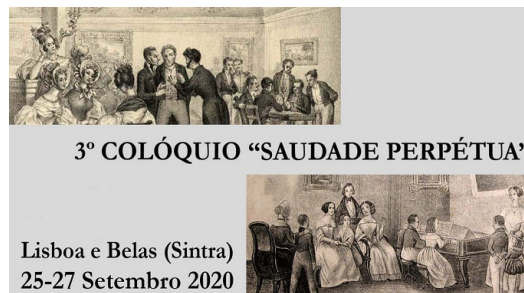 3º COLÓQUIO “SAUDADE PERPÉTUA”
Lisboa e Belas (Sintra)
25-27 Setembro 2020